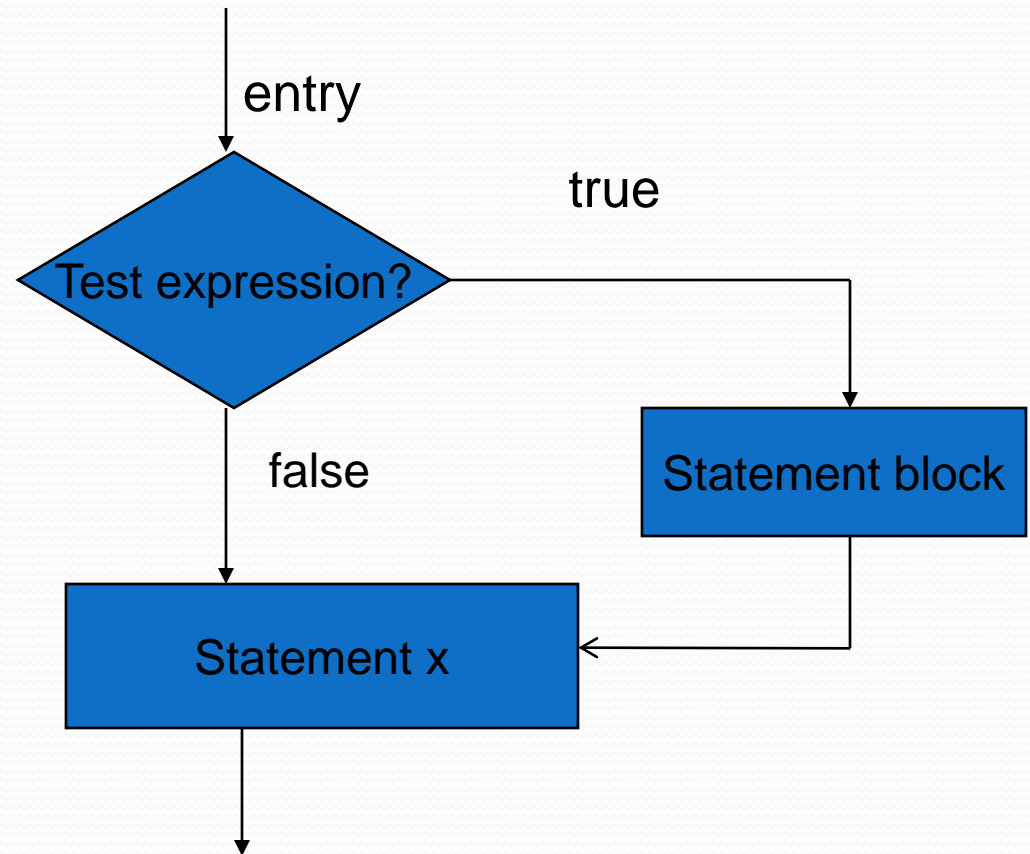 entry
true
Test expression?
false
Statement block
Statement x